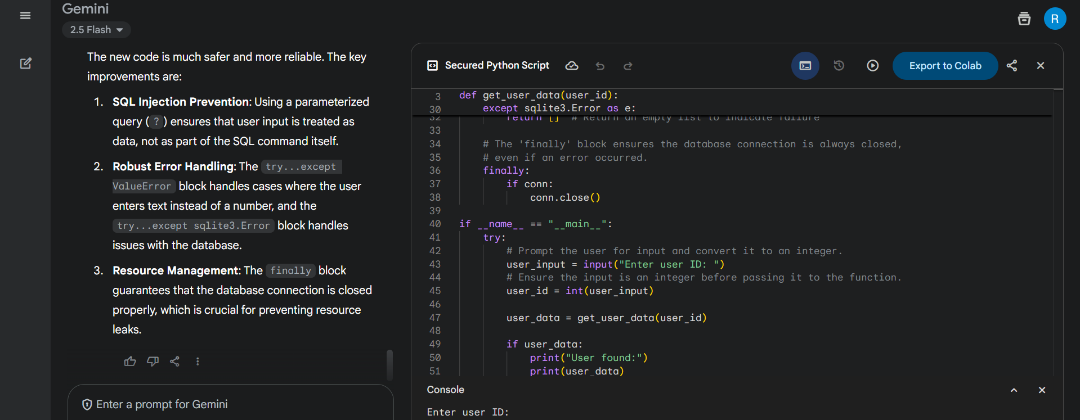 Gemini
2.5 Flash
R
The new code is much safer and more reliable. The key
improvements are:
1. SQL Injection Prevention: Using a parameterized
query ( ? ) ensures that user input is treated as
data, not as part of the SQL command itself.
2. Robust Error Handling: The try...except
ValueError block handles cases where the user
enters text instead of a number, and the
try...except sqlite3.Error block handles
issues with the database.
3. Resource Management: The finally block
guarantees that the database connection is closed
properly, which is crucial for preventing resource
leaks.
Enter a prompt for Gemini
Secured Python Script
Export to Colab
3 def get_user_data(user_id):
30 except sqlite3.Error as e:
32 return [] # Return an empty list to indicate failure
33
34 # The 'finally' block ensures the database connection is always closed,
35 # even if an error occurred.
36 finally:
37 if conn:
38 conn.close()
39
40 if __name__ == "__main__":
41 try:
42 # Prompt the user for input and convert it to an integer.
43 user_input = input("Enter user ID: ")
44 # Ensure the input is an integer before passing it to the function.
45 user_id = int(user_input)
46
47 user_data = get_user_data(user_id)
48
49 if user_data:
50 print("User found:")
51 print(user_data)
Console
Enter user ID: